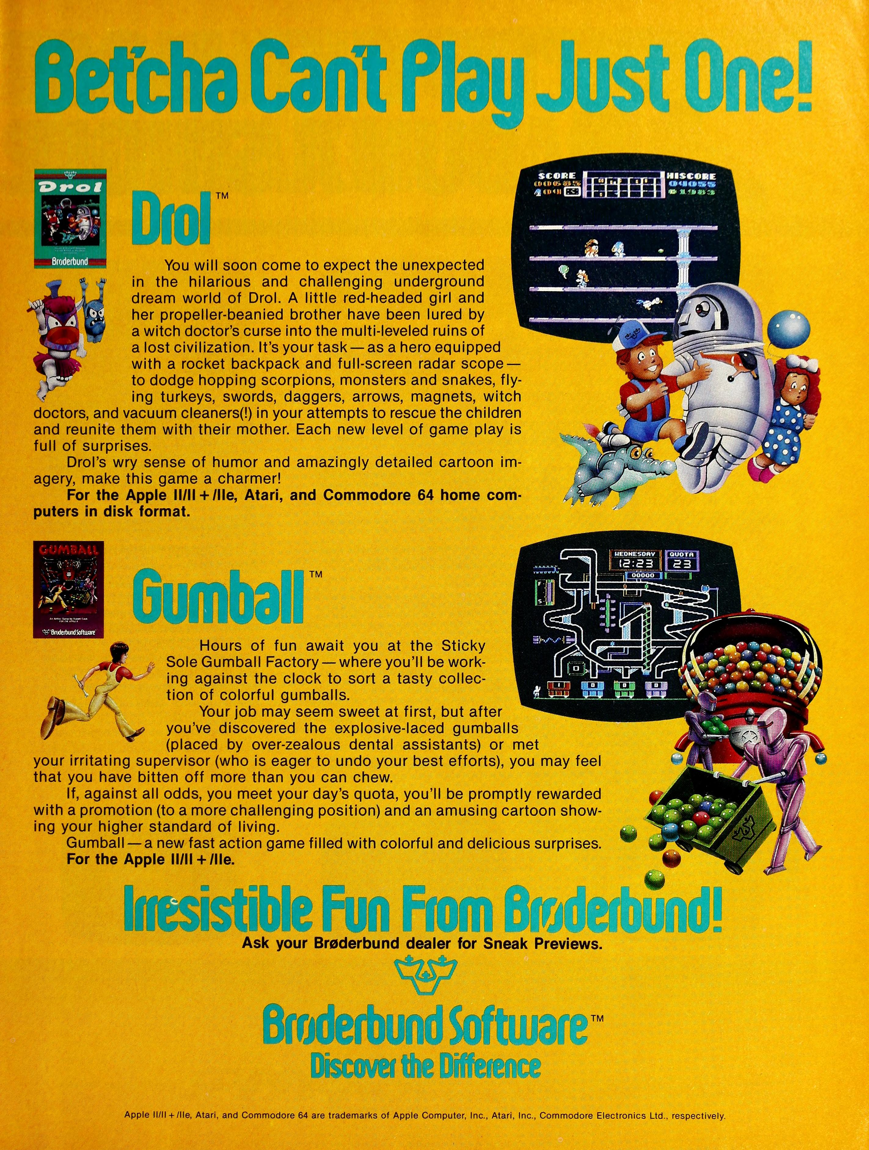 Bet'cha Can't Play Just One!
Drol
Brøderbund
Drol™
You will soon come to expect the unexpected
in the hilarious and challenging underground
dream world of Drol. A little red-headed girl and
her propeller-beanied brother have been lured by
a witch doctor's curse into the multi-leveled ruins of
a lost civilization. It's your task — as a hero equipped
with a rocket backpack and full-screen radar scope —
to dodge hopping scorpions, monsters and snakes, fly-
ing turkeys, swords, daggers, arrows, magnets, witch
doctors, and vacuum cleaners(!) in your attempts to rescue the children
and reunite them with their mother. Each new level of game play is
full of surprises.
Drol's wry sense of humor and amazingly detailed cartoon im-
agery, make this game a charmer!
For the Apple II/II + /IIe, Atari, and Commodore 64 home com-
puters in disk format.
SCORE
HISCORE
GUMBALL
Brøderbund Software
Gumball™
Hours of fun await you at the Sticky
Sole Gumball Factory — where you'll be work-
ing against the clock to sort a tasty collec-
tion of colorful gumballs.
Your job may seem sweet at first, but after
you've discovered the explosive-laced gumballs
(placed by over-zealous dental assistants) or met
your irritating supervisor (who is eager to undo your best efforts), you may feel
that you have bitten off more than you can chew.
If, against all odds, you meet your day's quota, you'll be promptly rewarded
with a promotion (to a more challenging position) and an amusing cartoon show-
ing your higher standard of living.
Gumball — a new fast action game filled with colorful and delicious surprises.
For the Apple II/II + /IIe.
WEDNESDAY QUOTA
12:23 23
00000
Irresistible Fun From Brøderbund!
Ask your Brøderbund dealer for Sneak Previews.
Brøderbund Software™
Discover the Difference
Apple II/II + /IIe, Atari, and Commodore 64 are trademarks of Apple Computer, Inc., Atari, Inc., Commodore Electronics Ltd., respectively.